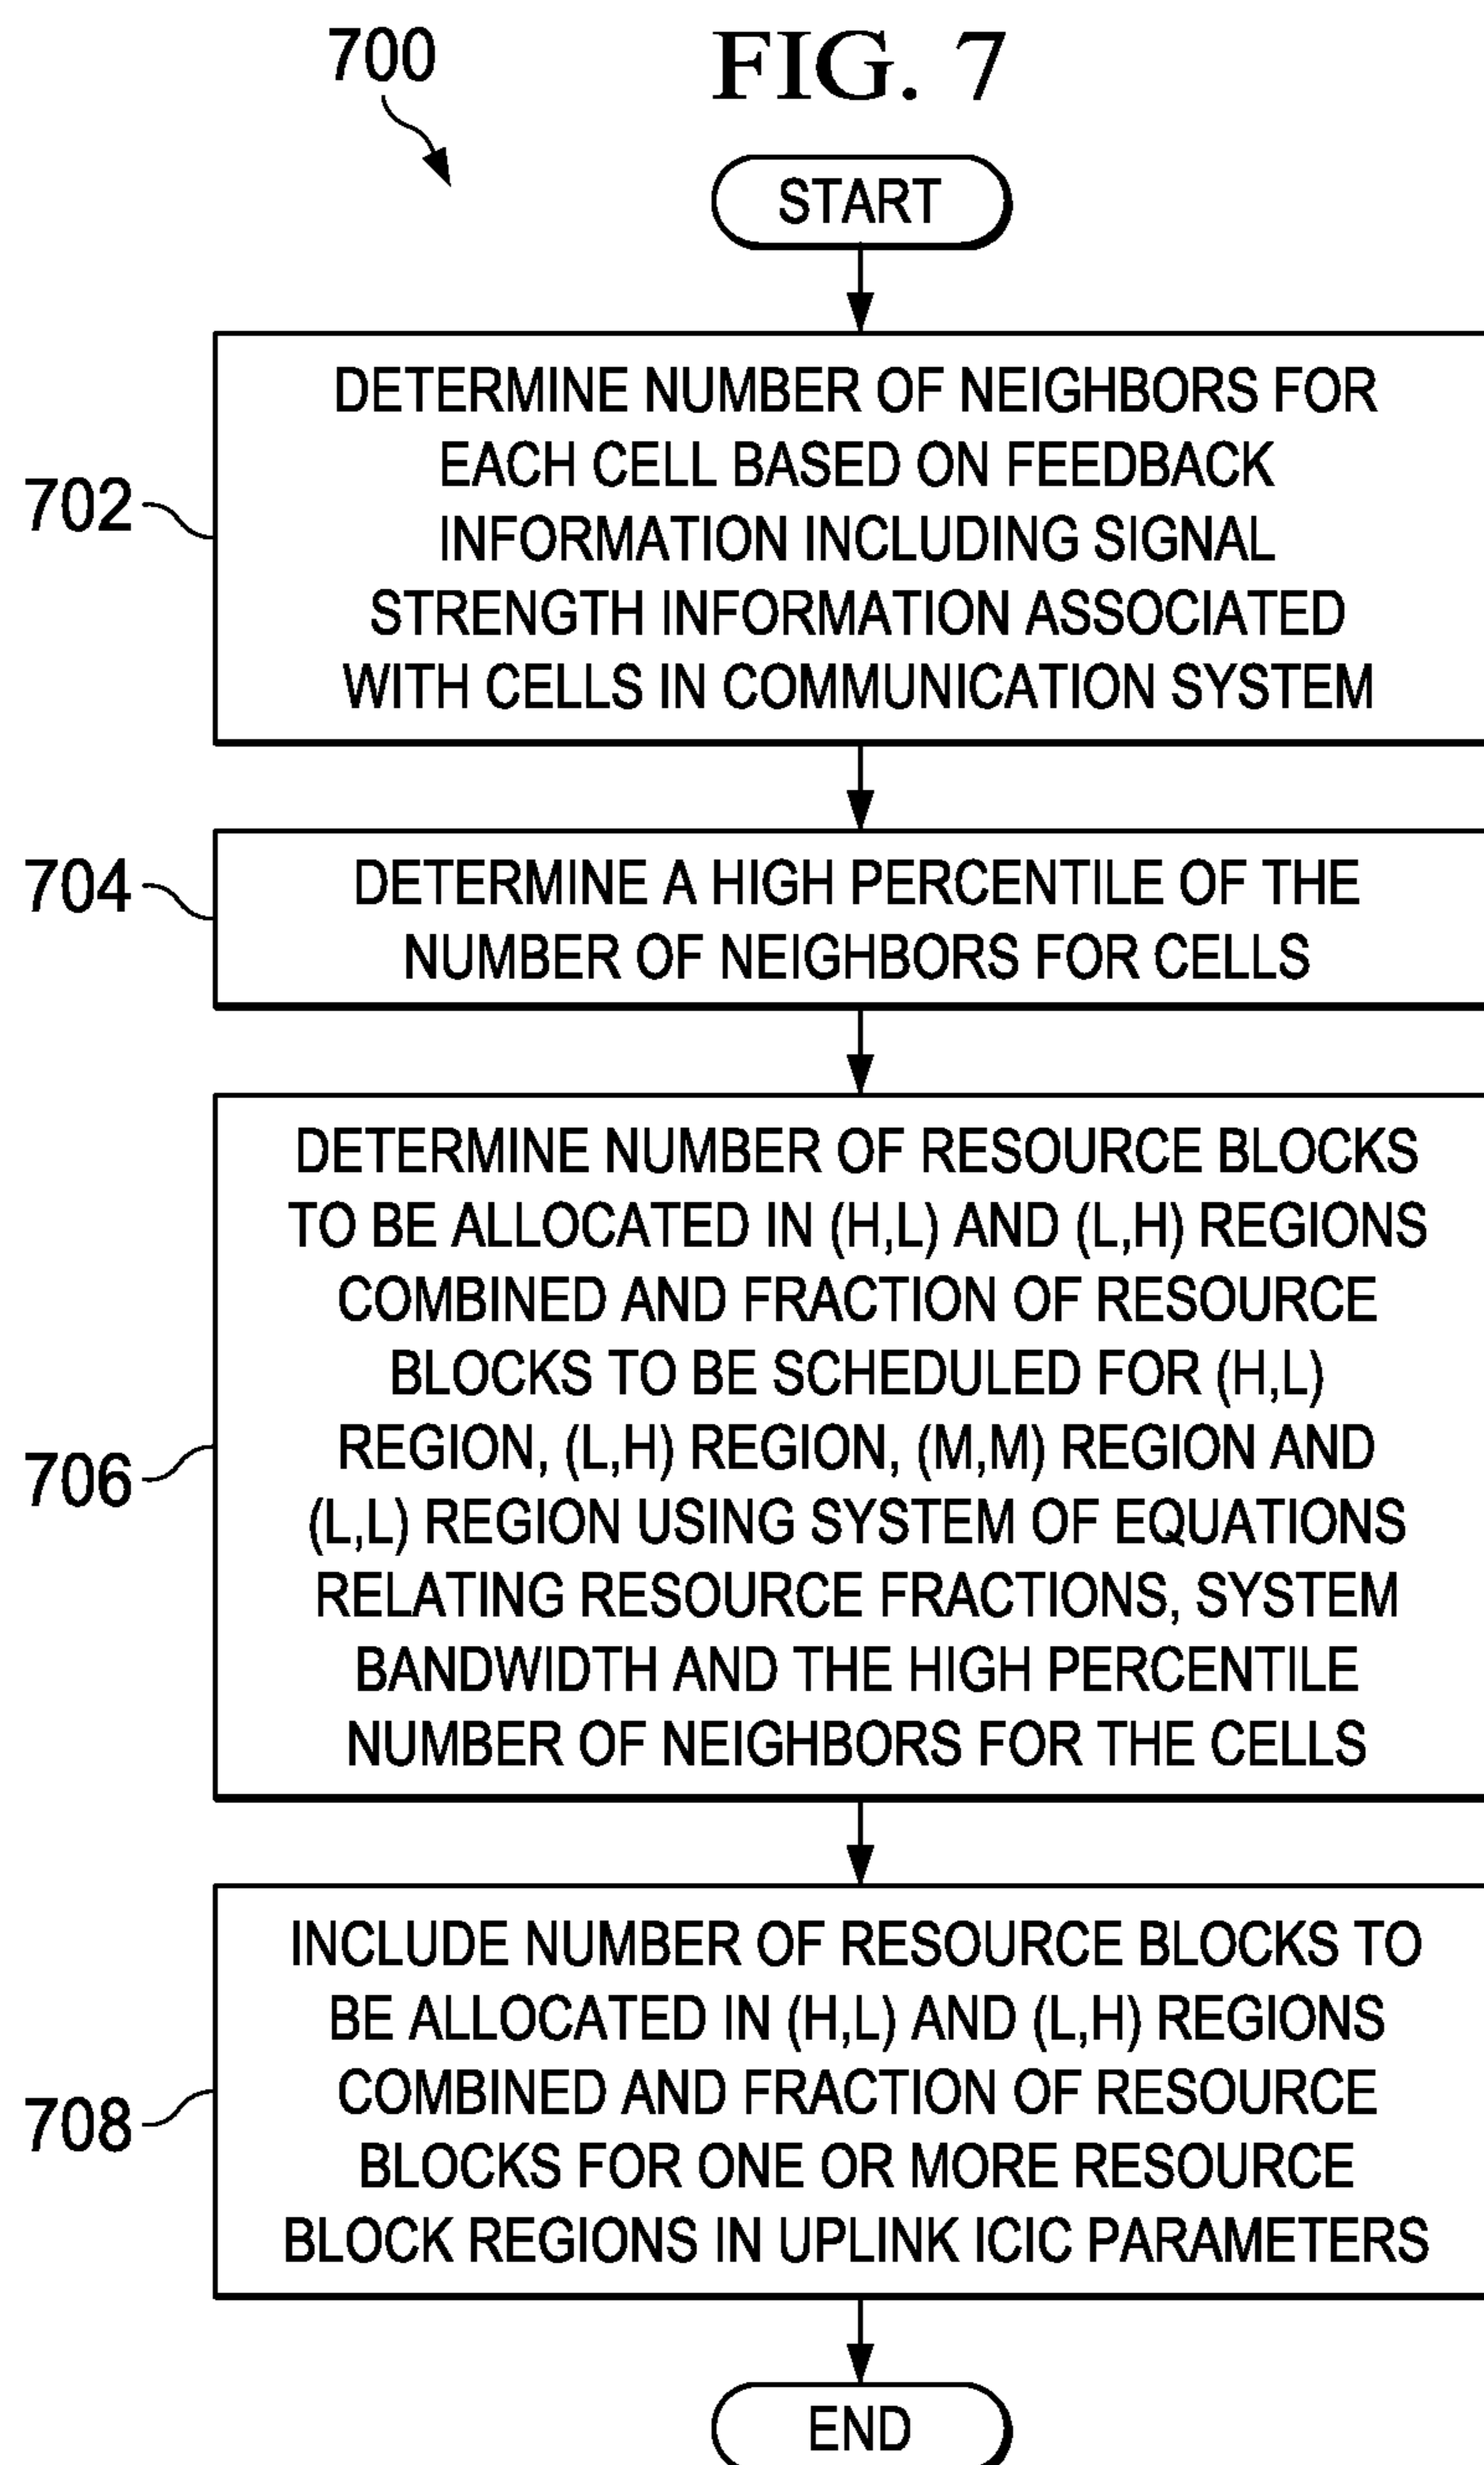 700
FIG. 7
START
702
DETERMINE NUMBER OF NEIGHBORS FOR
EACH CELL BASED ON FEEDBACK
INFORMATION INCLUDING SIGNAL
STRENGTH INFORMATION ASSOCIATED
WITH CELLS IN COMMUNICATION SYSTEM
704
DETERMINE A HIGH PERCENTILE OF THE
NUMBER OF NEIGHBORS FOR CELLS
706
DETERMINE NUMBER OF RESOURCE BLOCKS
TO BE ALLOCATED IN (H,L) AND (L,H) REGIONS
COMBINED AND FRACTION OF RESOURCE
BLOCKS TO BE SCHEDULED FOR (H,L)
REGION, (L,H) REGION, (M,M) REGION AND
(L,L) REGION USING SYSTEM OF EQUATIONS
RELATING RESOURCE FRACTIONS, SYSTEM
BANDWIDTH AND THE HIGH PERCENTILE
NUMBER OF NEIGHBORS FOR THE CELLS
708
INCLUDE NUMBER OF RESOURCE BLOCKS TO
BE ALLOCATED IN (H,L) AND (L,H) REGIONS
COMBINED AND FRACTION OF RESOURCE
BLOCKS FOR ONE OR MORE RESOURCE
BLOCK REGIONS IN UPLINK ICIC PARAMETERS
END